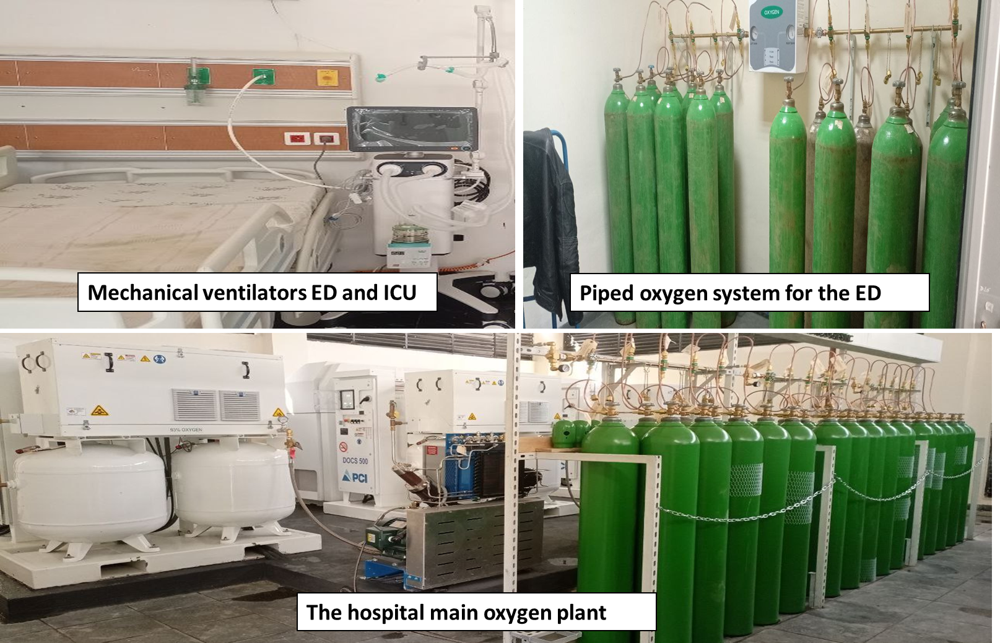 OXYGEN
Mechanical ventilators ED and ICU
Piped oxygen system for the ED
93% OXYGEN
DOCS 500
PCI
The hospital main oxygen plant